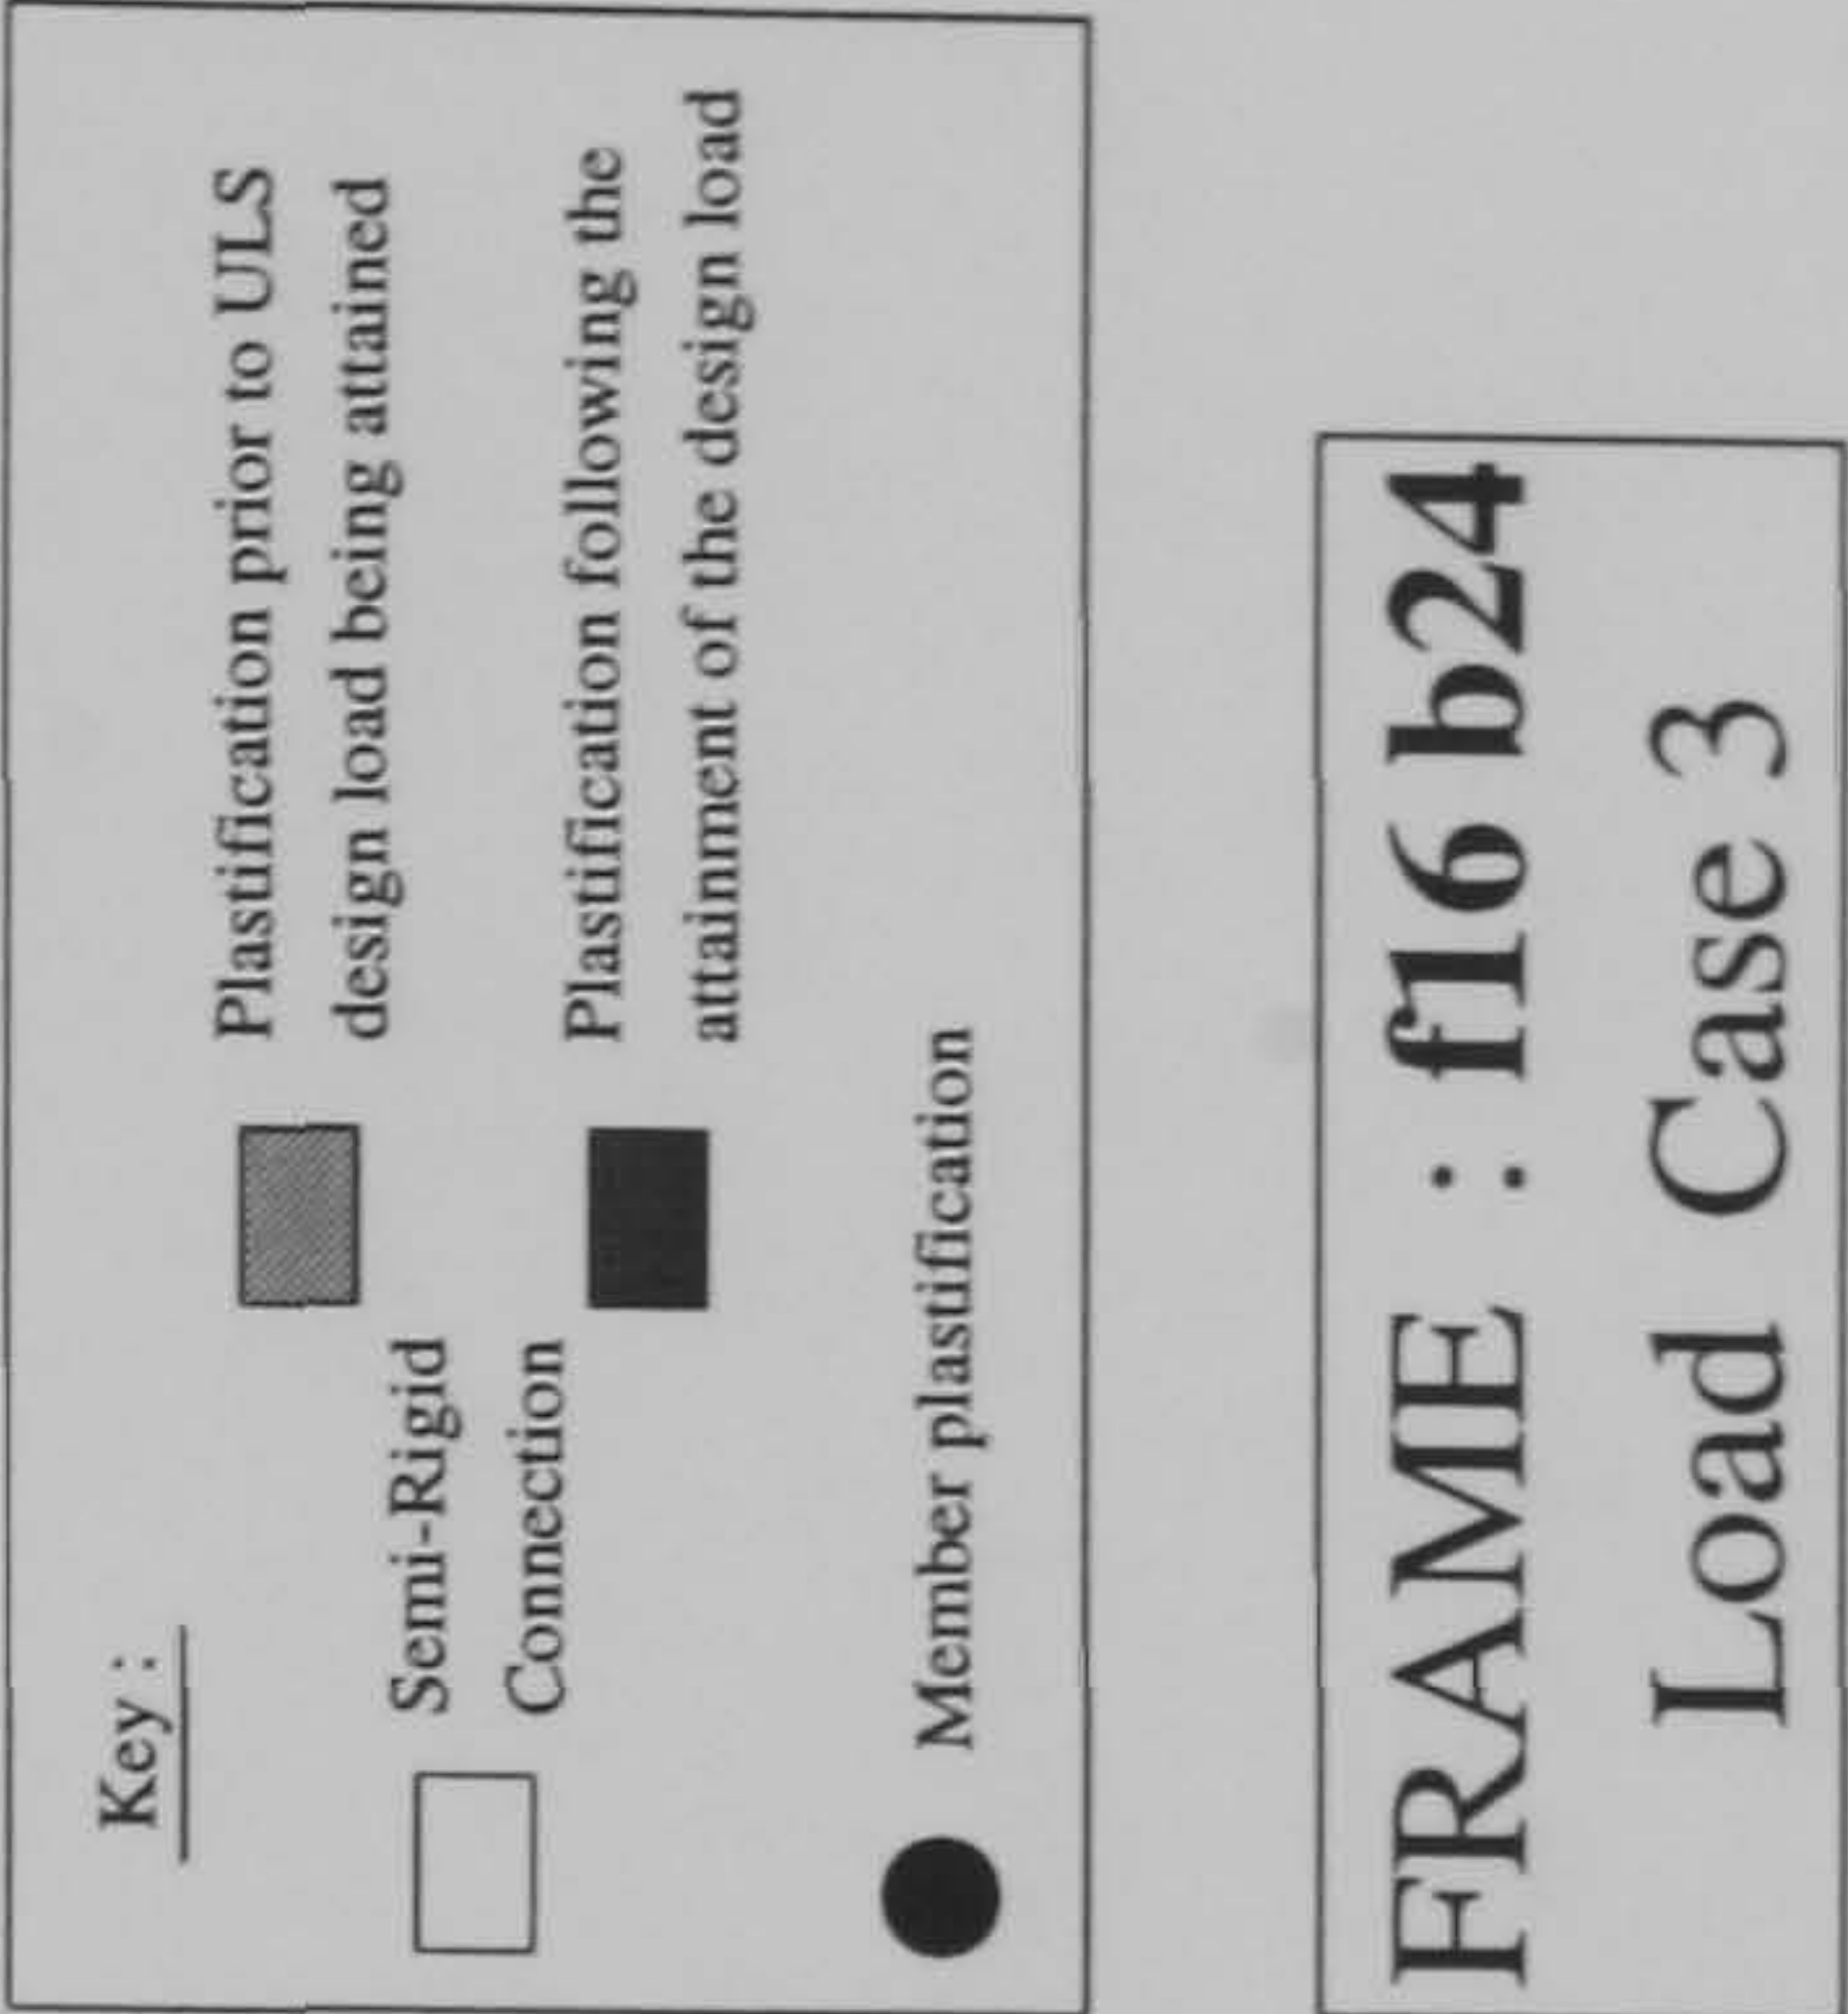 Key :
Semi-Rigid
Connection
Plastification prior to ULS
design load being attained
Plastification following the
attainment of the design load
Member plastification
FRAME : f16 b24
Load Case 3